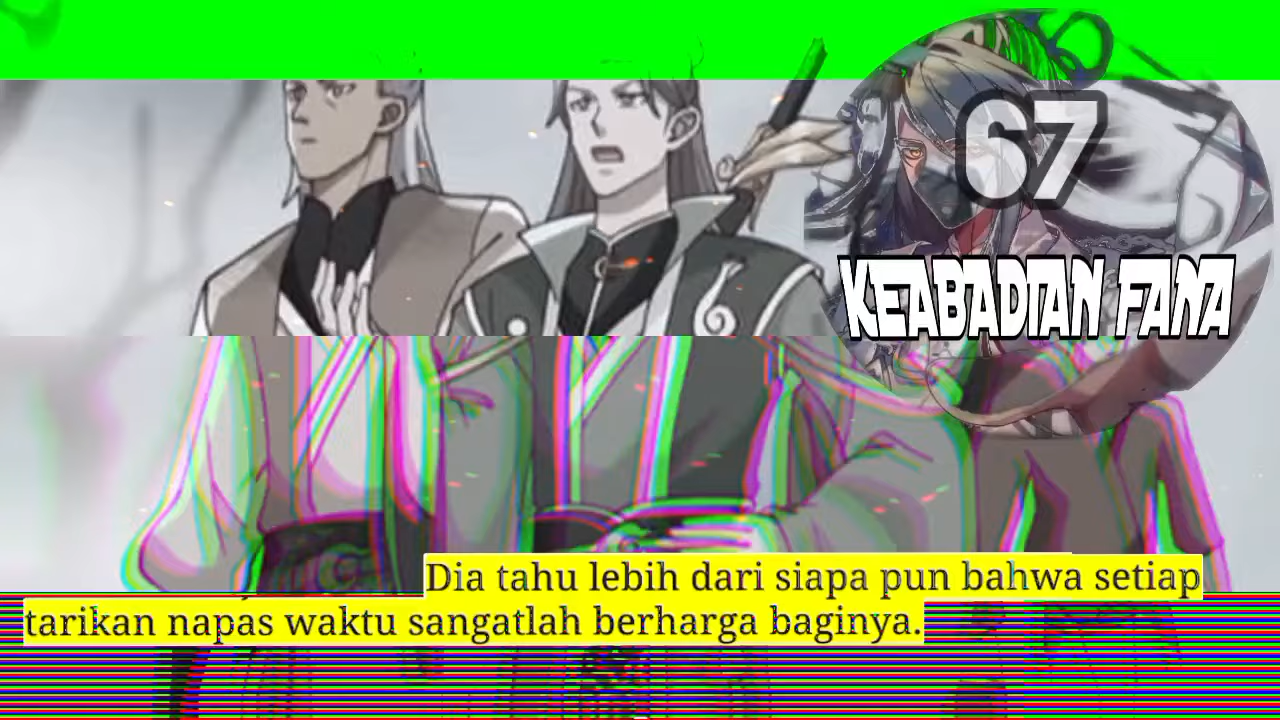 67
KEABADIAN FANA
Dia tahu lebih dari siapa pun bahwa setiap
tarikan napas waktu sangatlah berharga baginya.